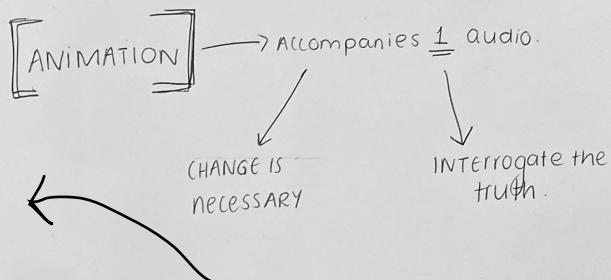 [ANIMATION] → Accompanies 1 audio.
CHANGE IS
necessary
INTerrogate the
truth.